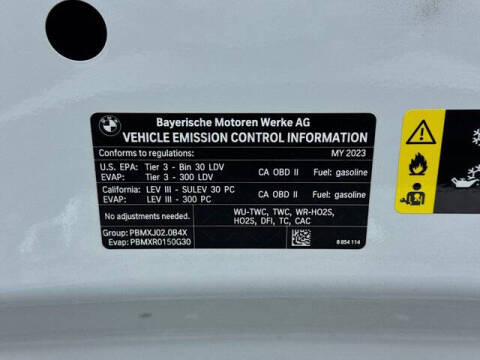 Bayerische Motoren Werke AG
VEHICLE EMISSION CONTROL INFORMATION
Conforms to regulations: MY 2023
U.S. EPA: Tier 3 - Bin 30 LDV CA OBD II Fuel: gasoline
EVAP: Tier 3 - 300 LDV
California: LEV III - SULEV 30 PC CA OBD II Fuel: gasoline
EVAP: LEV III - 300 PC
No adjustments needed. WU-TWC, TWC, WR-HO2S,
HO2S, DFI, TC, CAC
Group: PBMXJ02.0B4X
Evap: PBMXR0150G30 8 854 114